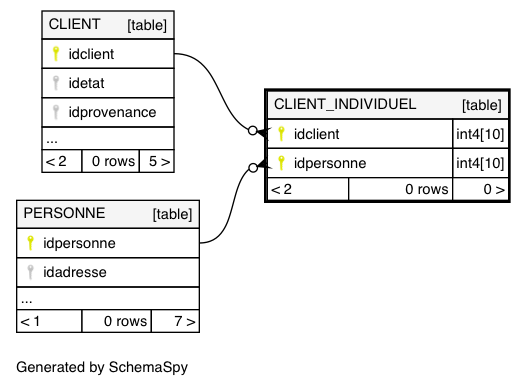 CLIENT [table]
idclient
idetat
idprovenance
...
< 2 0 rows 5 >
CLIENT_INDIVIDUEL [table]
idclient int4[10]
idpersonne int4[10]
< 2 0 rows 0 >
PERSONNE [table]
idpersonne
idadresse
...
< 1 0 rows 7 >
Generated by SchemaSpy